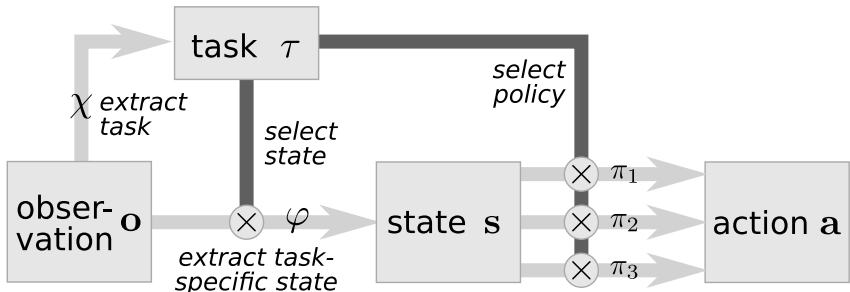 task τ
select
policy
χ extract
task
select
state
π₁
obser-
vation o
φ
state s
π₂
action a
extract task-
specific state
π₃